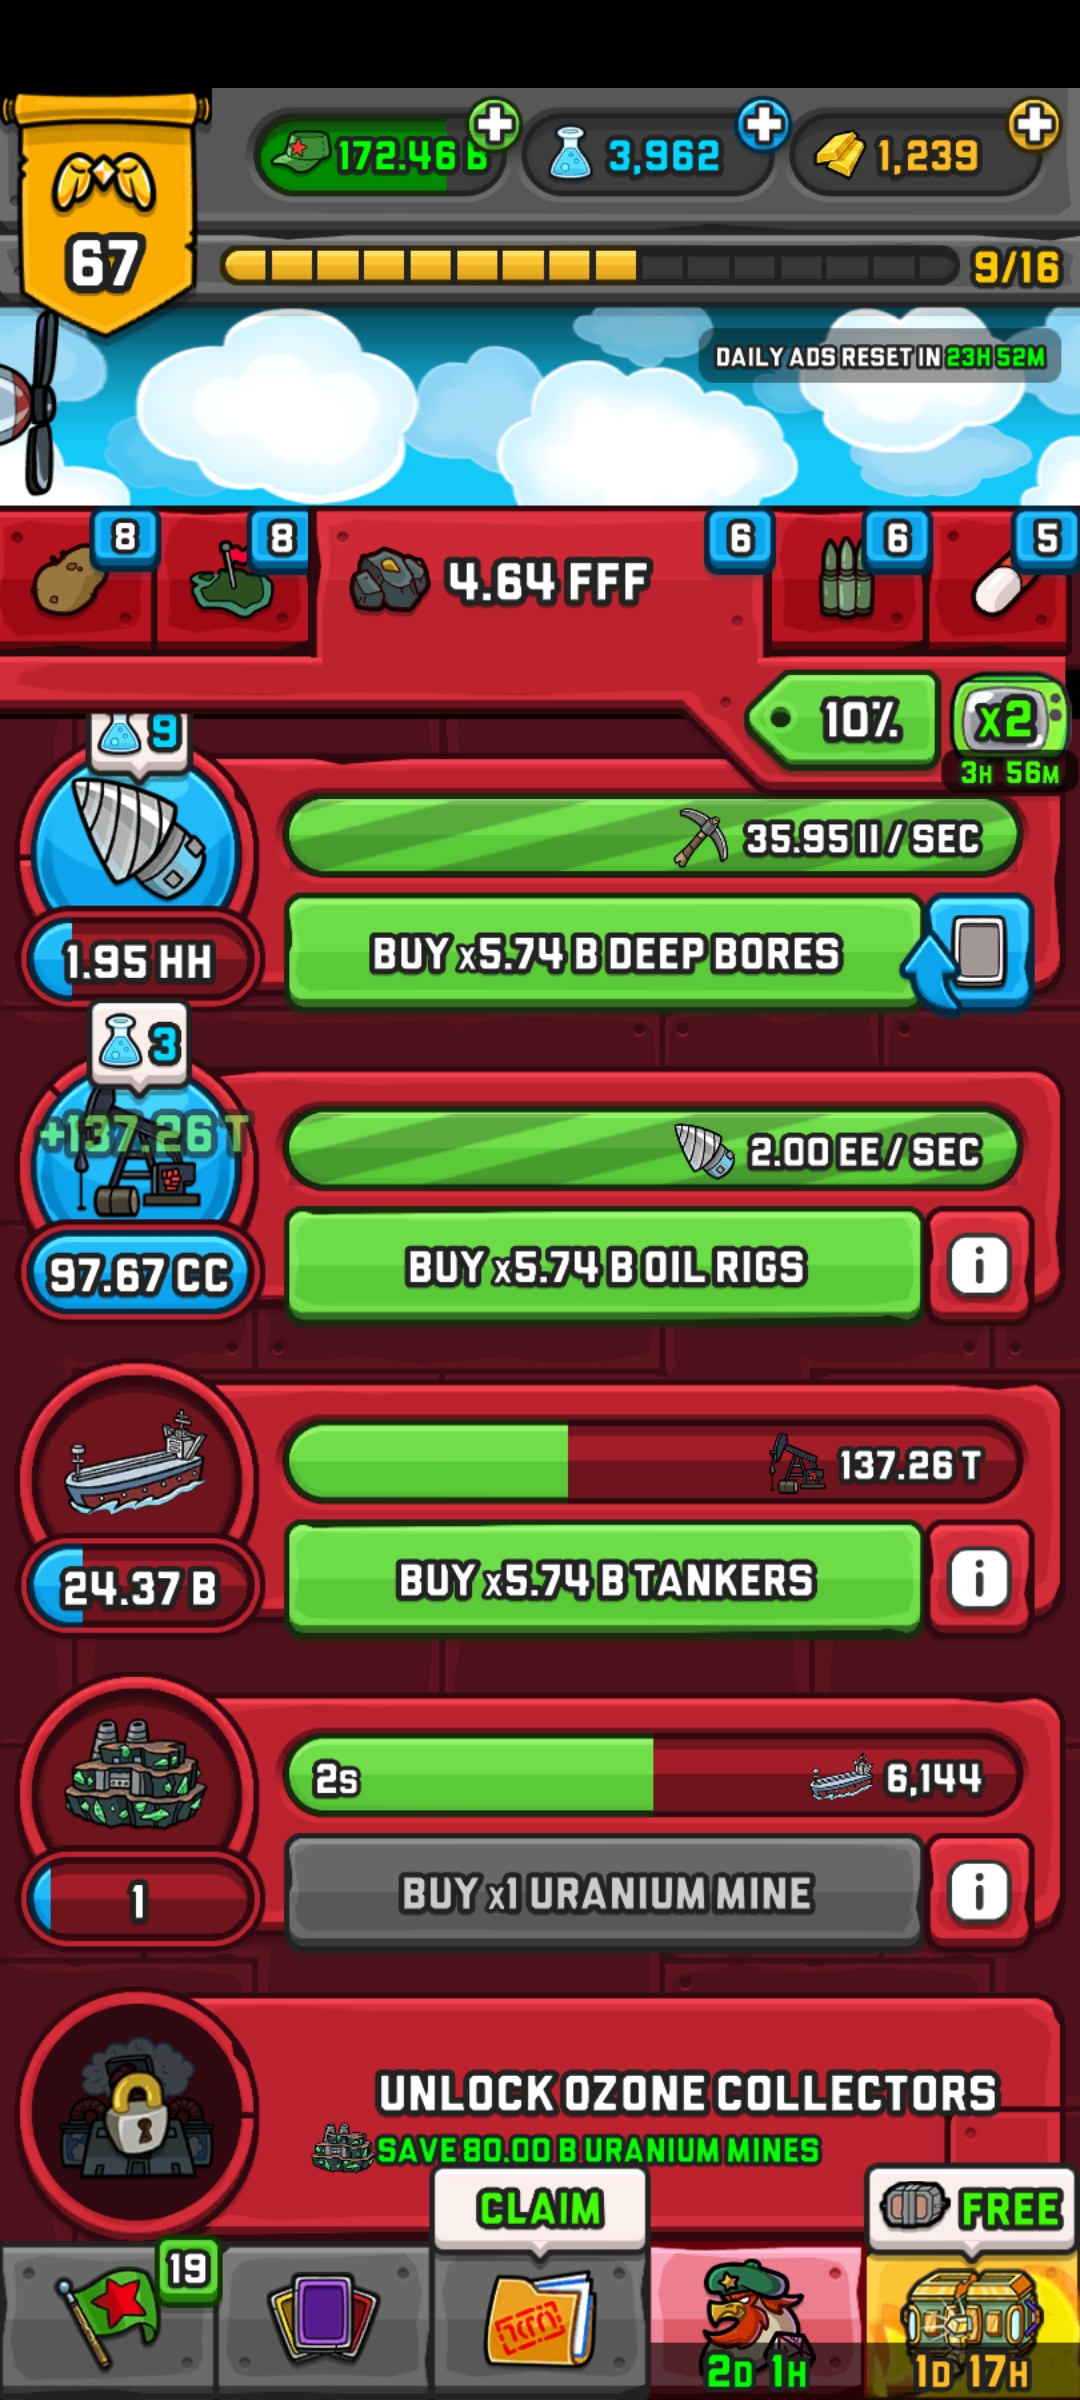 172.46 B
3,962
1,239
67
9/16
DAILY ADS RESET IN 23H 52M
8
8
4.64 FFF
6
6
5
10%
x2
3H 56M
9
35.95 II / SEC
1.95 HH
BUY x5.74 B DEEP BORES
3
+137.26 T
2.00 EE / SEC
97.67 CC
BUY x5.74 B OIL RIGS
i
137.26 T
24.37 B
BUY x5.74 B TANKERS
i
2s
6,144
1
BUY x1 URANIUM MINE
i
UNLOCK OZONE COLLECTORS
SAVE 80.00 B URANIUM MINES
CLAIM
FREE
19
2D 1H
1D 17H